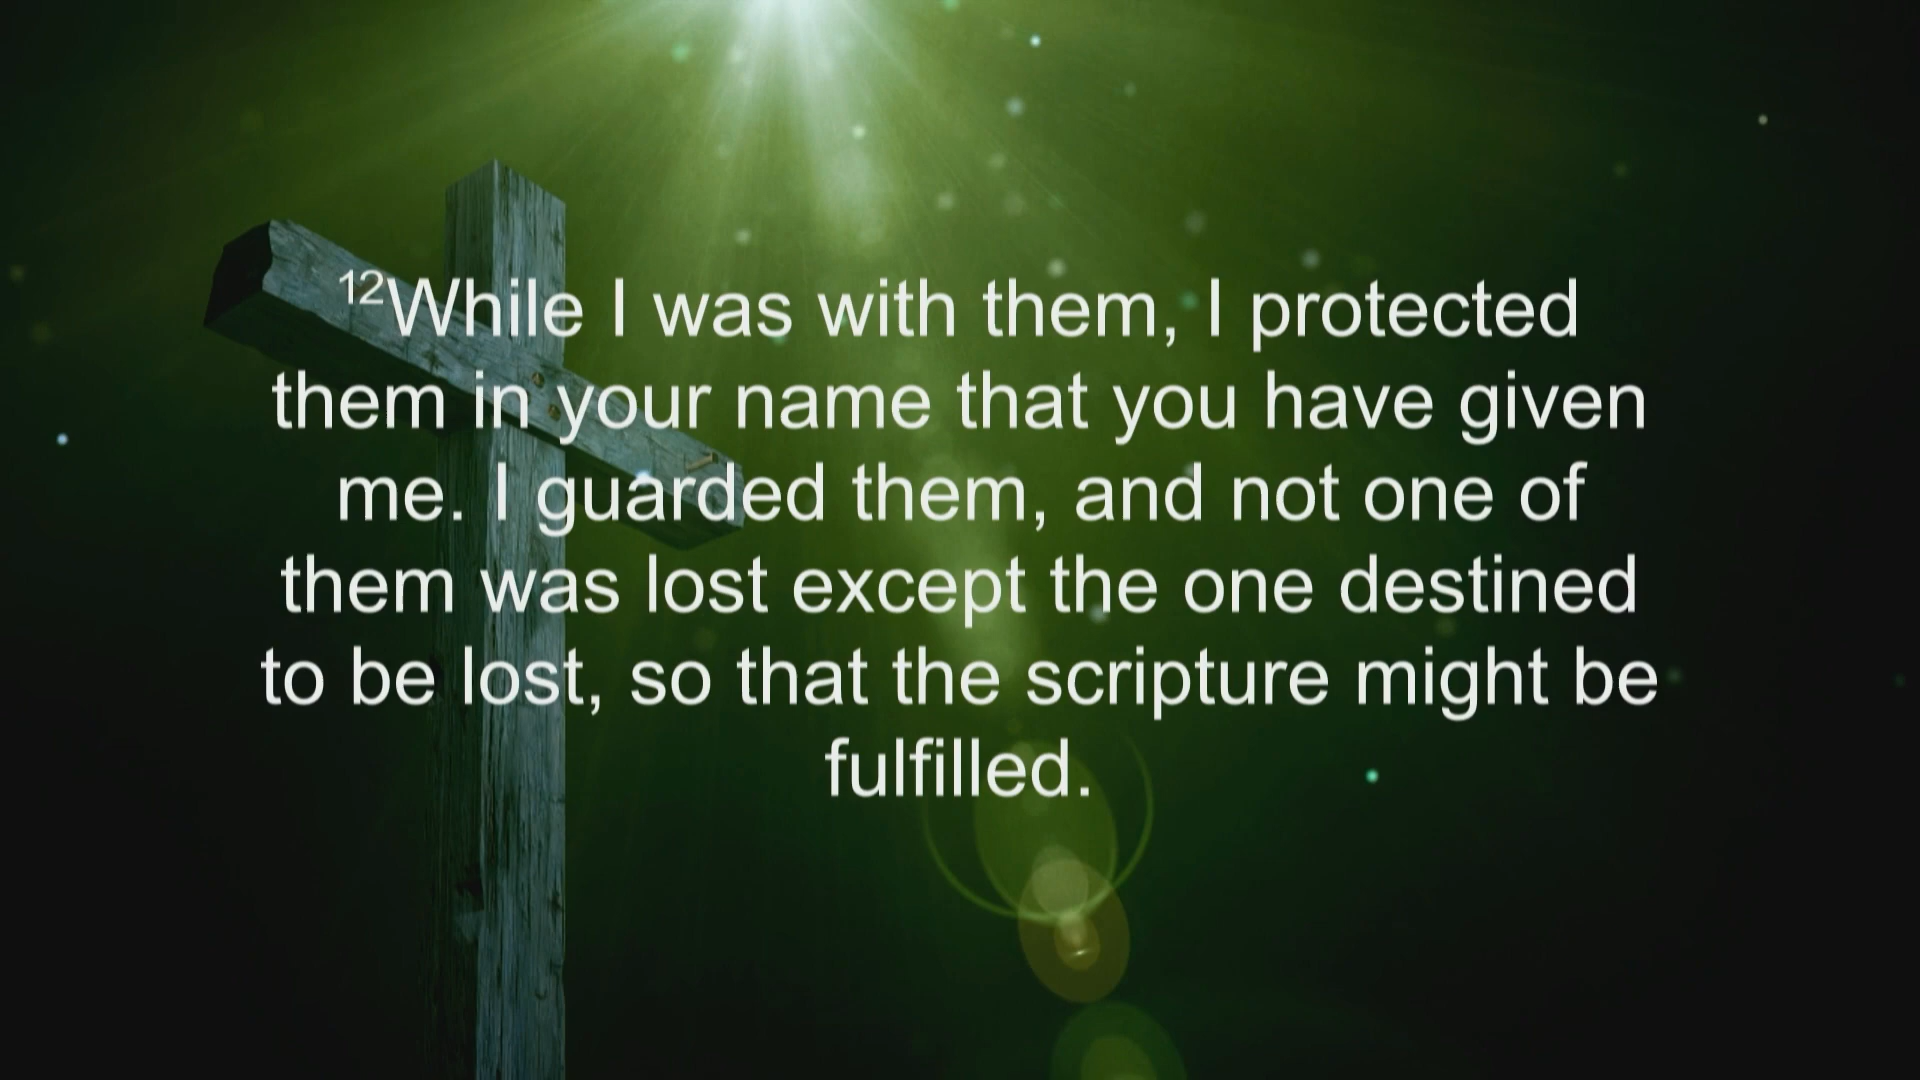 ¹²While I was with them, I protected
them in your name that you have given
me. I guarded them, and not one of
them was lost except the one destined
to be lost, so that the scripture might be
fulfilled.